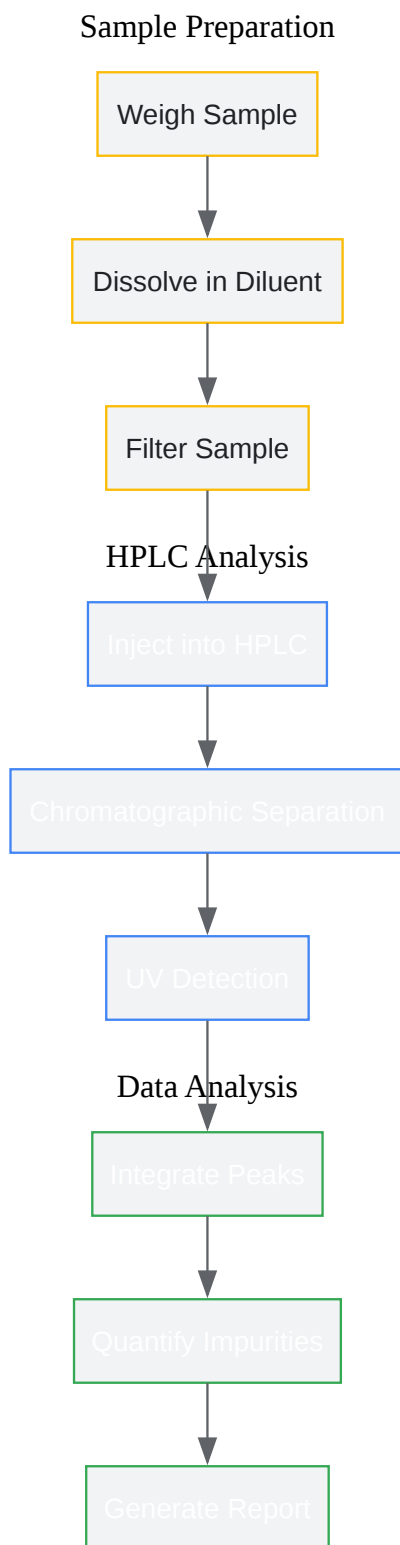 Sample Preparation
Weigh Sample
Dissolve in Diluent
Filter Sample
HPLC Analysis
Inject into HPLC
Chromatographic Separation
UV Detection
Data Analysis
Integrate Peaks
Quantify Impurities
Generate Report